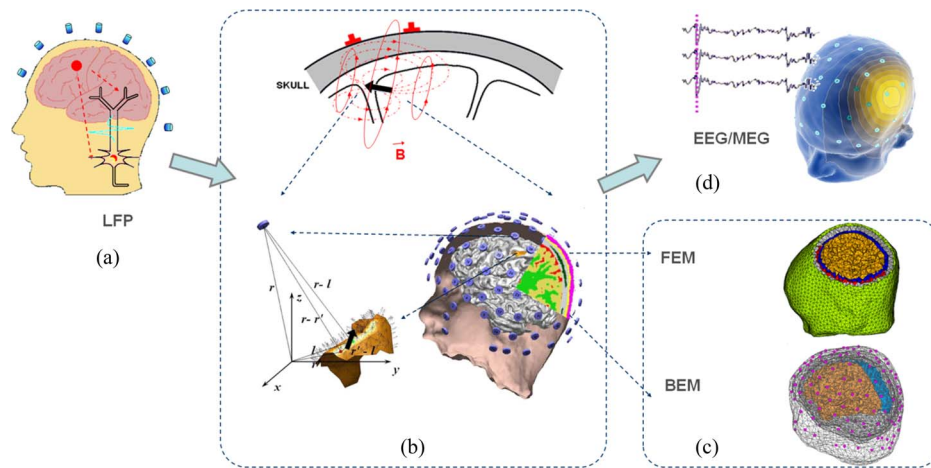 LFP
(a)
SKULL
B
r
r- l
r- r'
z
l
y
x
(b)
EEG/MEG
(d)
FEM
BEM
(c)